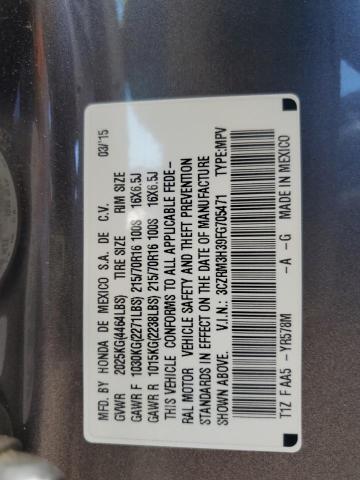 MFD. BY HONDA DE MEXICO S.A. DE C.V. 03/15
GVWR 2025KG(4464LBS) TIRE SIZE RIM SIZE
GAWR F 1030KG(2271LBS) 215/70R16 100S 16X6.5J
GAWR R 1015KG(2238LBS) 215/70R16 100S 16X6.5J
THIS VEHICLE CONFORMS TO ALL APPLICABLE FEDE-
RAL MOTOR VEHICLE SAFETY AND THEFT PREVENTION
STANDARDS IN EFFECT ON THE DATE OF MANUFACTURE
SHOWN ABOVE. V.I.N.: 3CZRM3H39FG705471 TYPE:MPV
T1Z F AA5 -YR578M -A -G MADE IN MEXICO